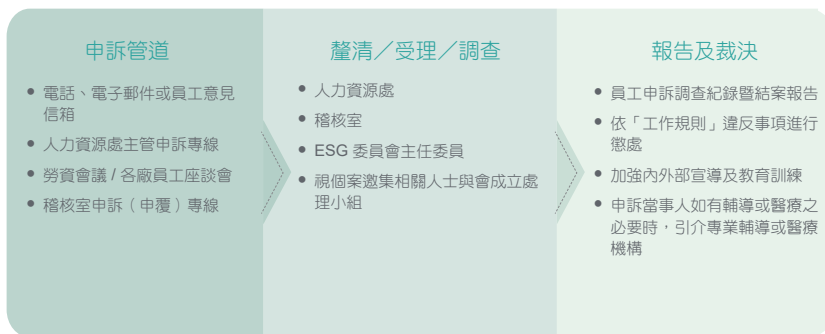 申訴管道
• 電話、電子郵件或員工意見
信箱
• 人力資源處主管申訴專線
• 勞資會議 / 各廠員工座談會
• 稽核室申訴（申覆）專線
釐清／受理／調查
• 人力資源處
• 稽核室
• ESG 委員會主任委員
• 視個案邀集相關人士與會成立處
理小組
報告及裁決
• 員工申訴調查紀錄暨結案報告
• 依「工作規則」違反事項進行
懲處
• 加強內外部宣導及教育訓練
• 申訴當事人如有輔導或醫療之
必要時，引介專業輔導或醫療
機構